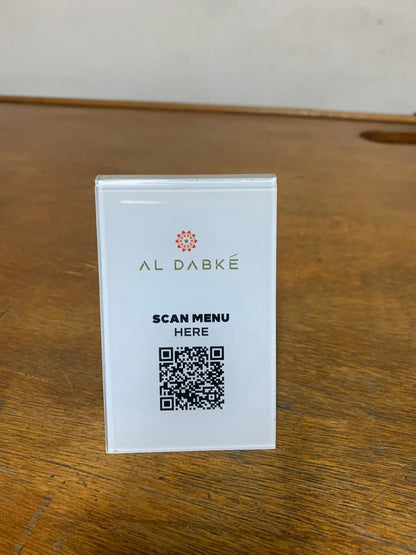 AL DABKÉ
SCAN MENU
HERE